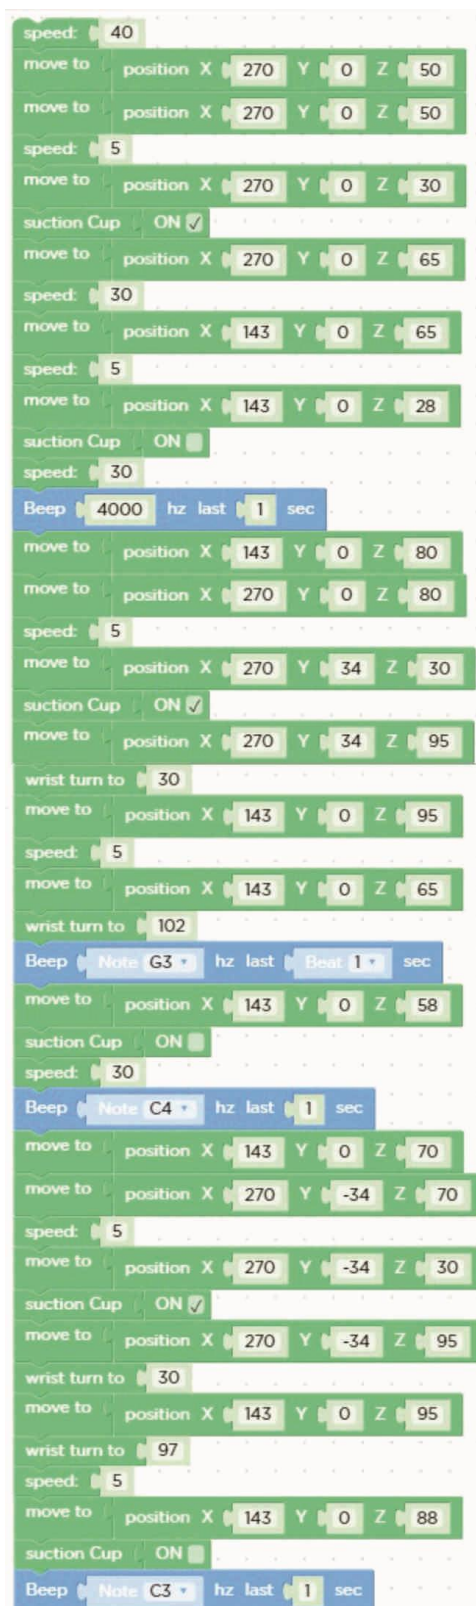 speed: 40
move to position X 270 Y 0 Z 50
move to position X 270 Y 0 Z 50
speed: 5
move to position X 270 Y 0 Z 30
suction Cup ON
move to position X 270 Y 0 Z 65
speed: 30
move to position X 143 Y 0 Z 65
speed: 5
move to position X 143 Y 0 Z 28
suction Cup ON
speed: 30
Beep 4000 hz last 1 sec
move to position X 143 Y 0 Z 80
move to position X 270 Y 0 Z 80
speed: 5
move to position X 270 Y 34 Z 30
suction Cup ON
move to position X 270 Y 34 Z 95
wrist turn to 30
move to position X 143 Y 0 Z 95
speed: 5
move to position X 143 Y 0 Z 65
wrist turn to 102
Beep Note G3 hz last Beat 1 sec
move to position X 143 Y 0 Z 58
suction Cup ON
speed: 30
Beep Note C4 hz last 1 sec
move to position X 143 Y 0 Z 70
move to position X 270 Y -34 Z 70
speed: 5
move to position X 270 Y -34 Z 30
suction Cup ON
move to position X 270 Y -34 Z 95
wrist turn to 30
move to position X 143 Y 0 Z 95
wrist turn to 97
speed: 5
move to position X 143 Y 0 Z 88
suction Cup ON
Beep Note C3 hz last 1 sec